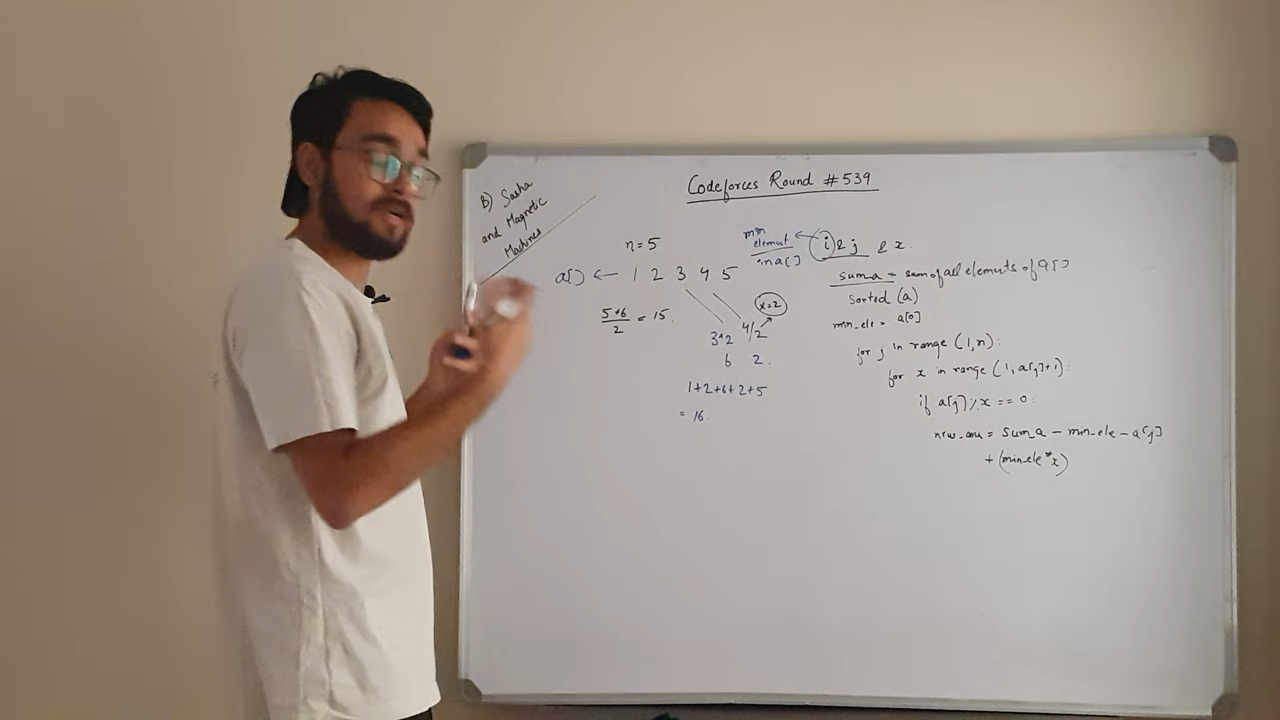 Codeforces Round #539
B) Sasha
and Magnetic
Machines
n=5
a[] ← 1 2 3 4 5
5*6
2
= 15.
3*2 4/2
x=2
6 2.
1+2+6+2+5
= 16.
min
element
in a[]
i & j & x.
suma = sum of all elements of a[]
sorted (a)
min_ele = a[0]
for j in range (1,n):
for x in range (1, a[j]+1):
if a[j] % x == 0:
new_ans = sum_a - min_ele - a[j]
+ (min_ele * x)